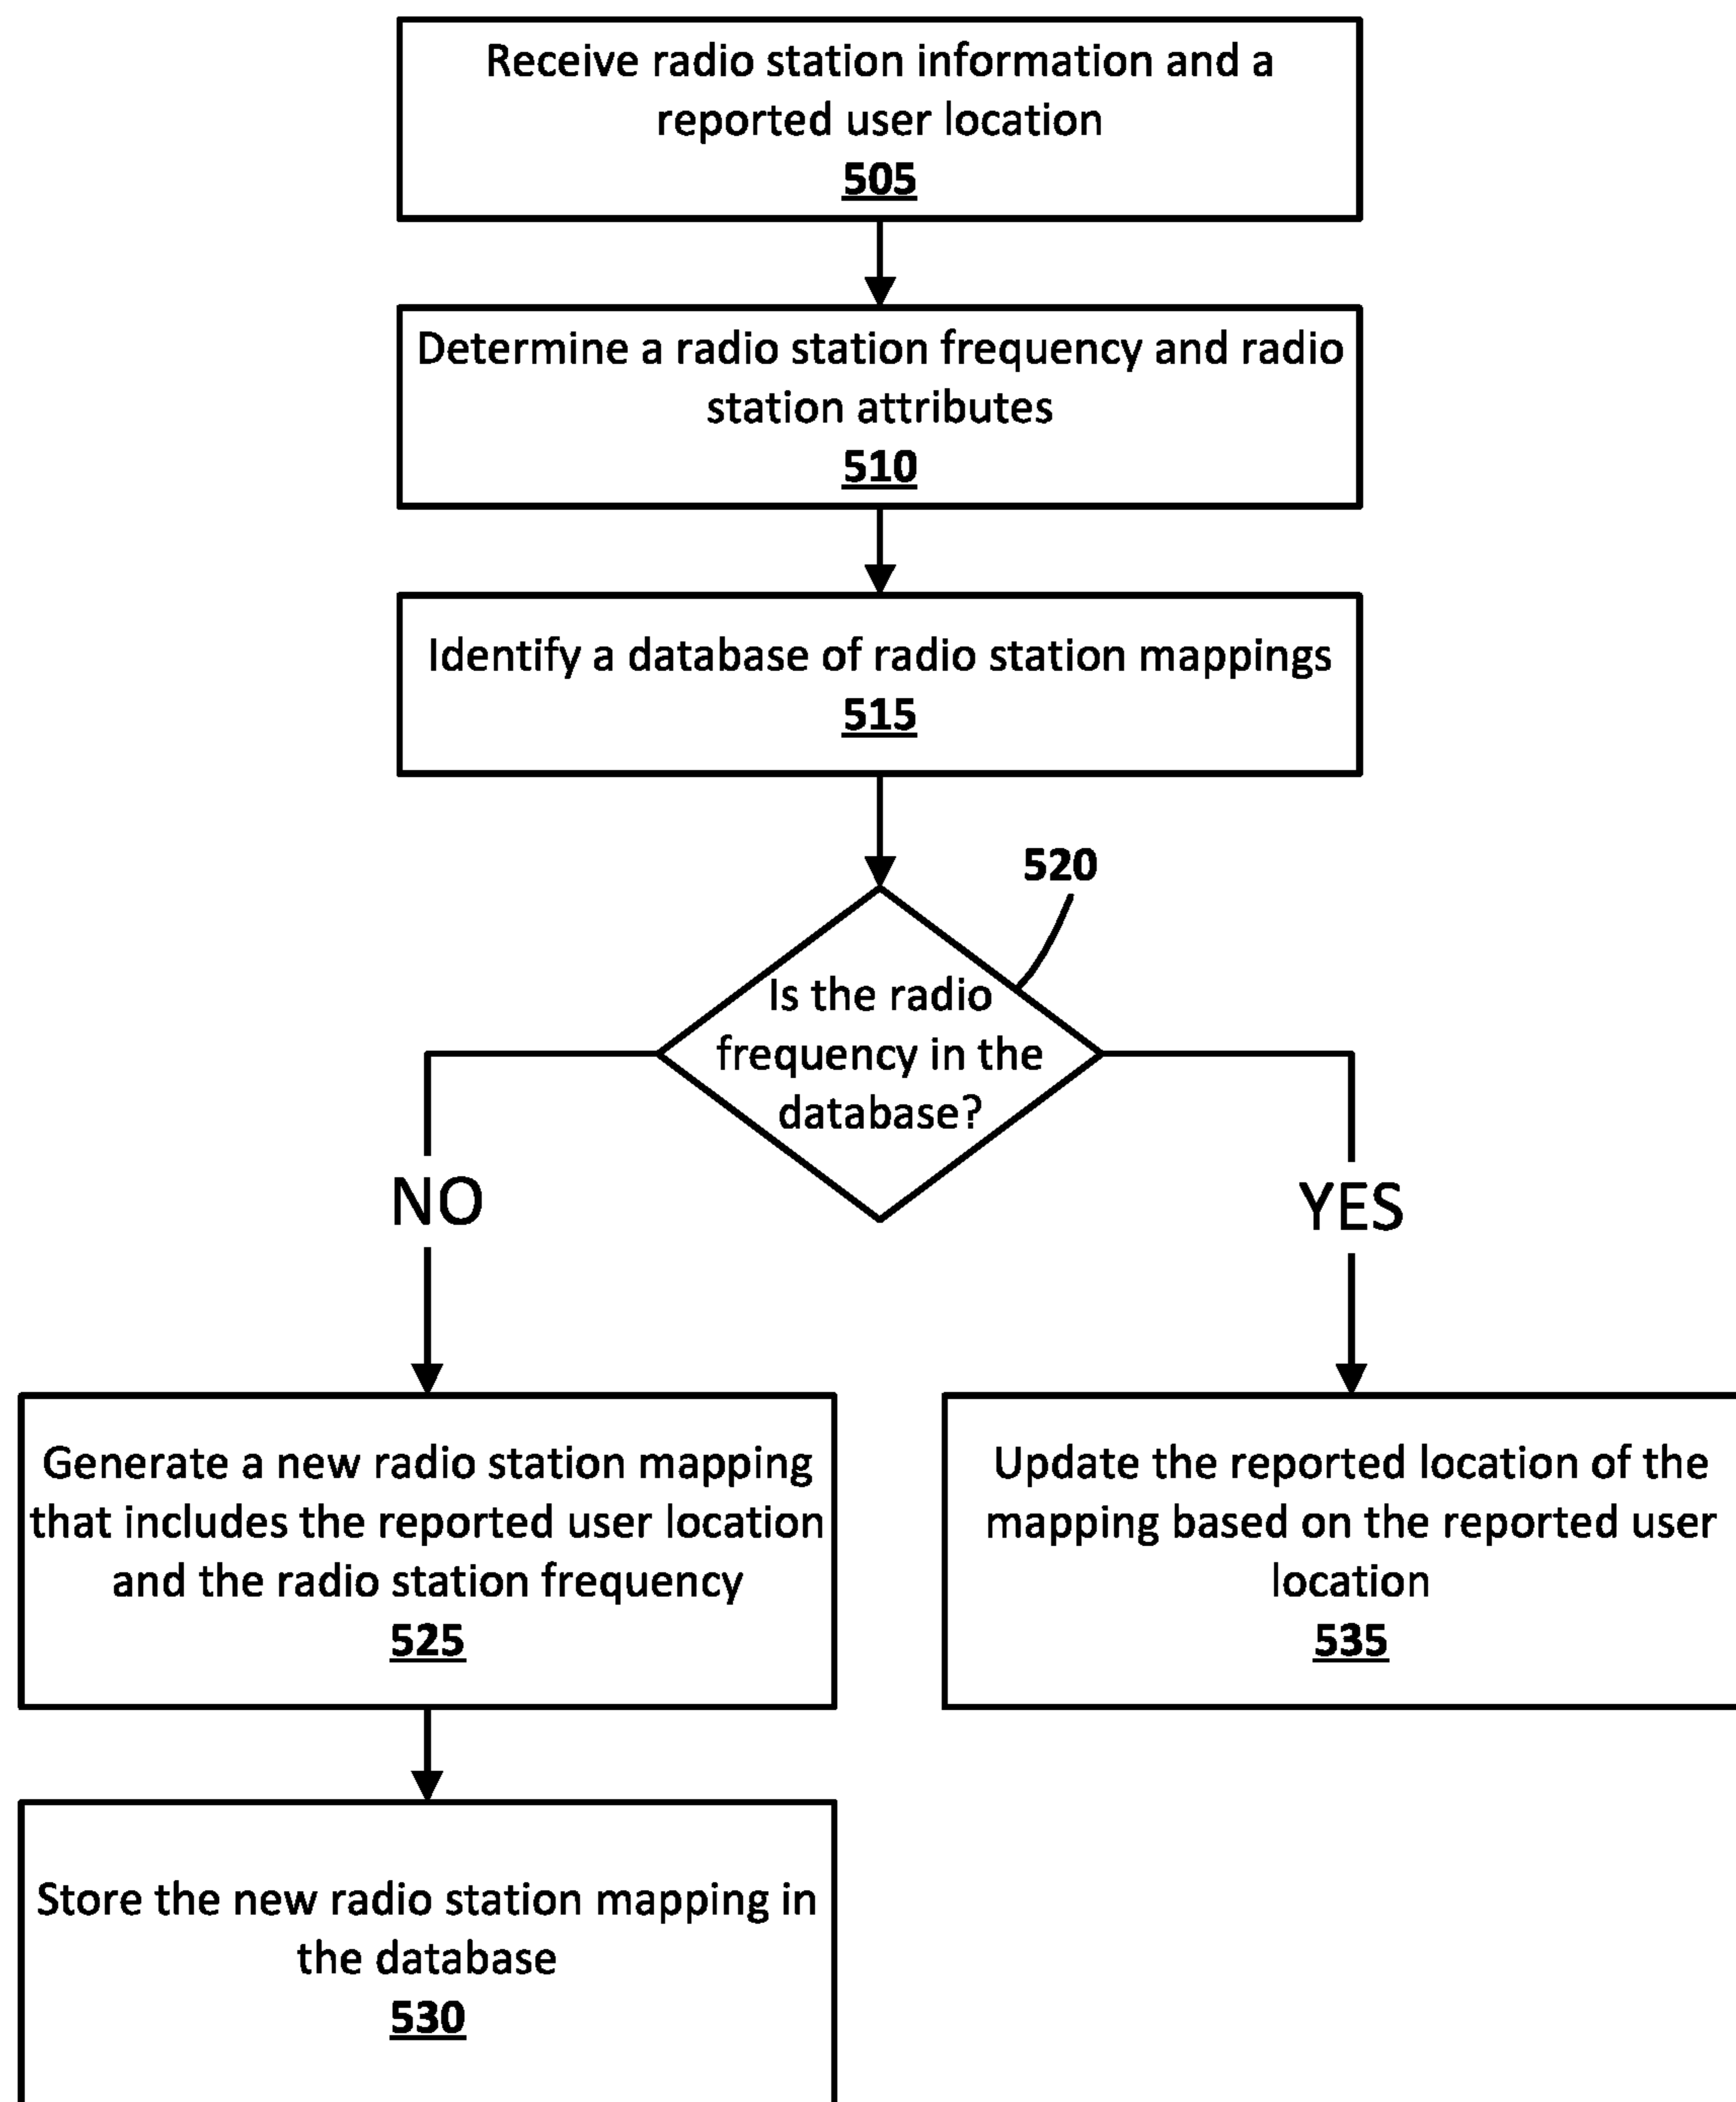 Receive radio station information and a
reported user location
505
Determine a radio station frequency and radio
station attributes
510
Identify a database of radio station mappings
515
520
Is the radio
frequency in the
database?
NO
YES
Generate a new radio station mapping
that includes the reported user location
and the radio station frequency
525
Update the reported location of the
mapping based on the reported user
location
535
Store the new radio station mapping in
the database
530